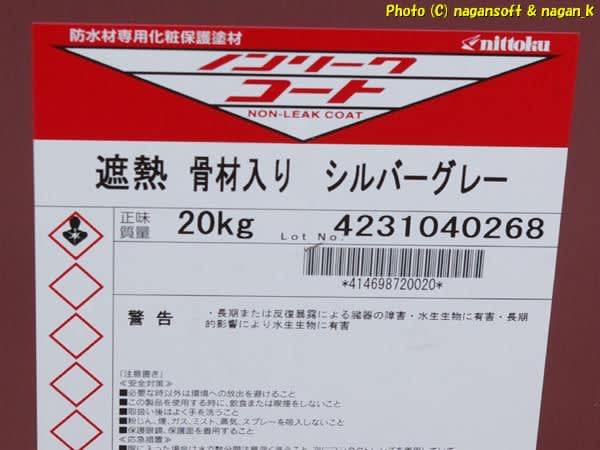 Photo (C) nagansoft & nagan_K
防水材専用化粧保護塗材
nittoku
ノンリーク
コート
NON-LEAK COAT
遮熱 骨材入り シルバーグレー
正味
質量 20kg Lot No. 4231040268
*414698720020*
警告
・長期または反復暴露による臓器の障害・水生生物に有害・長期
的影響により水生生物に有害
「注意書き」
≪安全対策≫
■必要な時以外は環境への放出を避けること
■この製品を使用する時に、飲食または喫煙をしないこと
■取扱い後はよく手を洗うこと
■粉じん、煙、ガス、ミスト、蒸気、スプレーを吸入しないこと
■保護眼鏡、保護面を着用すること
≪応急措置≫